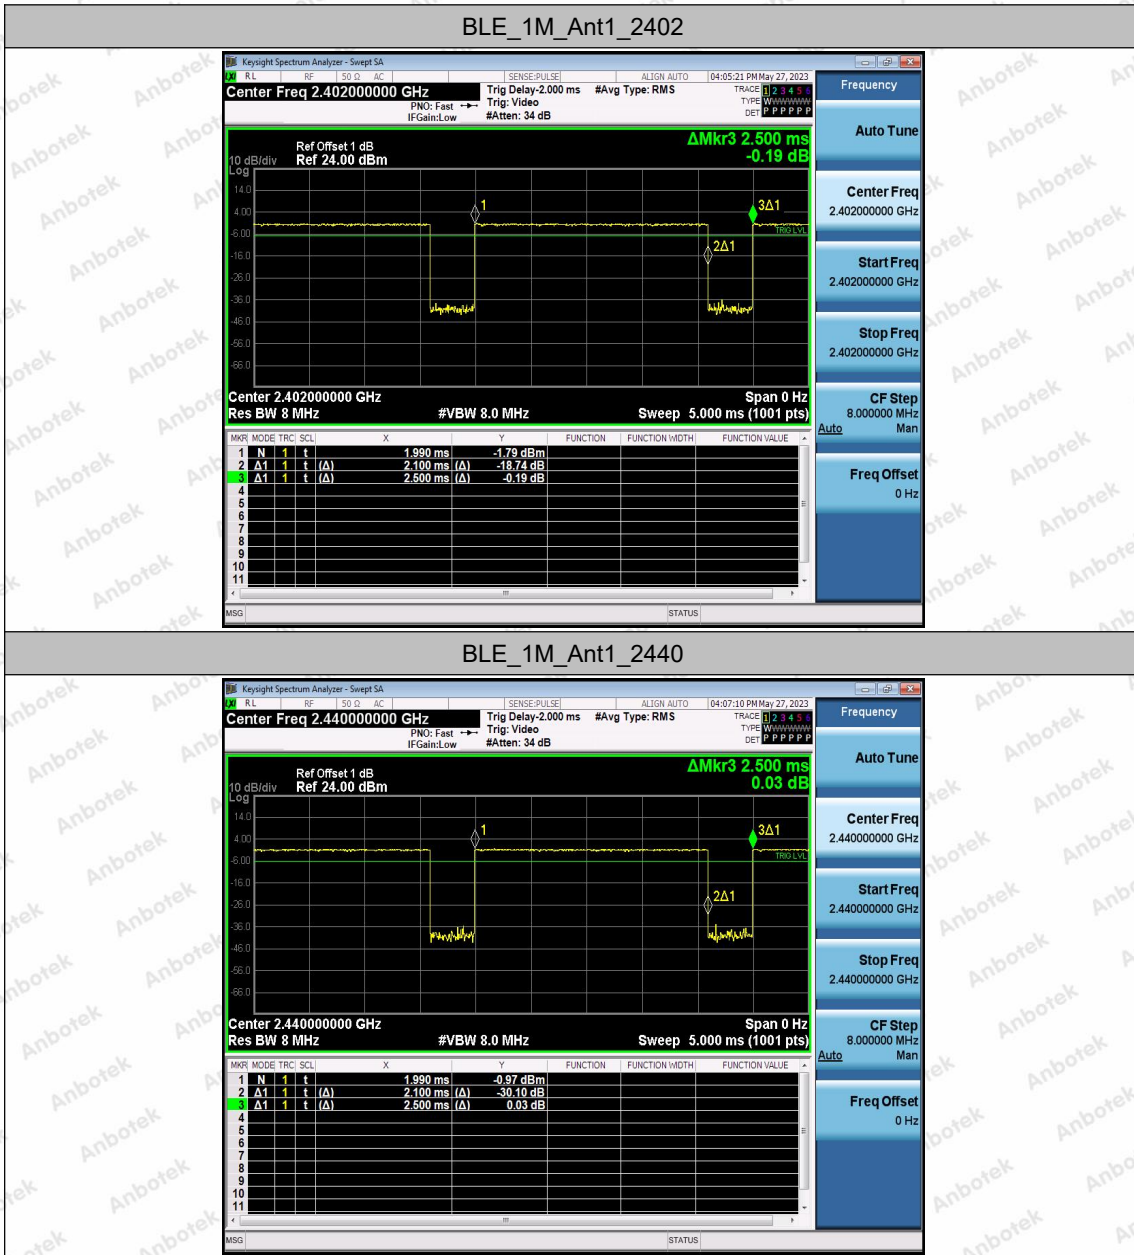 BLE_1M_Ant1_2402
Keysight Spectrum Analyzer - Swept SA
LXI RL RF 50 Ω AC SENSE:PULSE ALIGN AUTO 04:05:21 PM May 27, 2023
Center Freq 2.402000000 GHz Trig Delay-2.000 ms #Avg Type: RMS TRACE 1 2 3 4 5 6
PNO: Fast Trig: Video TYPE WWWWWW
IFGain:Low #Atten: 34 dB DET P P P P P P
Frequency
Auto Tune
Center Freq
2.402000000 GHz
Start Freq
2.402000000 GHz
Stop Freq
2.402000000 GHz
CF Step
8.000000 MHz
Auto Man
Freq Offset
0 Hz
ΔMkr3 2.500 ms
-0.19 dB
Ref Offset 1 dB
10 dB/div Ref 24.00 dBm
Log
14.0
4.00
-6.00
-16.0
-26.0
-36.0
-46.0
-56.0
-66.0
1
3Δ1
TRIG LVL
2Δ1
Center 2.402000000 GHz Span 0 Hz
Res BW 8 MHz #VBW 8.0 MHz Sweep 5.000 ms (1001 pts)
MKR MODE TRC SCL X Y FUNCTION FUNCTION WIDTH FUNCTION VALUE
1 N 1 t 1.990 ms -1.79 dBm
2 Δ1 1 t (Δ) 2.100 ms (Δ) -18.74 dB
3 Δ1 1 t (Δ) 2.500 ms (Δ) -0.19 dB
4
5
6
7
8
9
10
11
MSG STATUS
BLE_1M_Ant1_2440
Keysight Spectrum Analyzer - Swept SA
LXI RL RF 50 Ω AC SENSE:PULSE ALIGN AUTO 04:07:10 PM May 27, 2023
Center Freq 2.440000000 GHz Trig Delay-2.000 ms #Avg Type: RMS TRACE 1 2 3 4 5 6
PNO: Fast Trig: Video TYPE WWWWWW
IFGain:Low #Atten: 34 dB DET P P P P P P
Frequency
Auto Tune
Center Freq
2.440000000 GHz
Start Freq
2.440000000 GHz
Stop Freq
2.440000000 GHz
CF Step
8.000000 MHz
Auto Man
Freq Offset
0 Hz
ΔMkr3 2.500 ms
0.03 dB
Ref Offset 1 dB
10 dB/div Ref 24.00 dBm
Log
14.0
4.00
-6.00
-16.0
-26.0
-36.0
-46.0
-56.0
-66.0
1
3Δ1
TRIG LVL
2Δ1
Center 2.440000000 GHz Span 0 Hz
Res BW 8 MHz #VBW 8.0 MHz Sweep 5.000 ms (1001 pts)
MKR MODE TRC SCL X Y FUNCTION FUNCTION WIDTH FUNCTION VALUE
1 N 1 t 1.990 ms -0.97 dBm
2 Δ1 1 t (Δ) 2.100 ms (Δ) -30.10 dB
3 Δ1 1 t (Δ) 2.500 ms (Δ) 0.03 dB
4
5
6
7
8
9
10
11
MSG STATUS
Anbotek